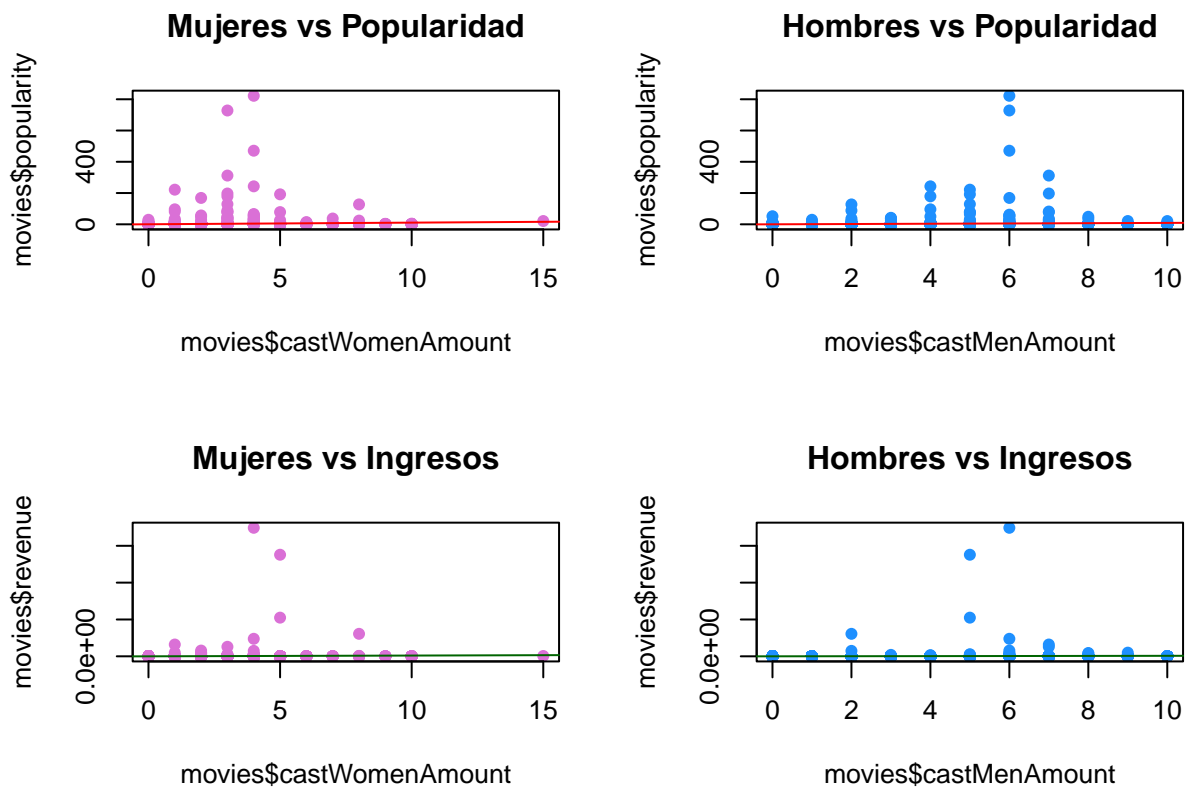 Mujeres vs Popularidad
movies$popularity
0 400
0 5 10 15
movies$castWomenAmount
Hombres vs Popularidad
movies$popularity
0 400
0 2 4 6 8 10
movies$castMenAmount
Mujeres vs Ingresos
movies$revenue
0.0e+00
0 5 10 15
movies$castWomenAmount
Hombres vs Ingresos
movies$revenue
0.0e+00
0 2 4 6 8 10
movies$castMenAmount